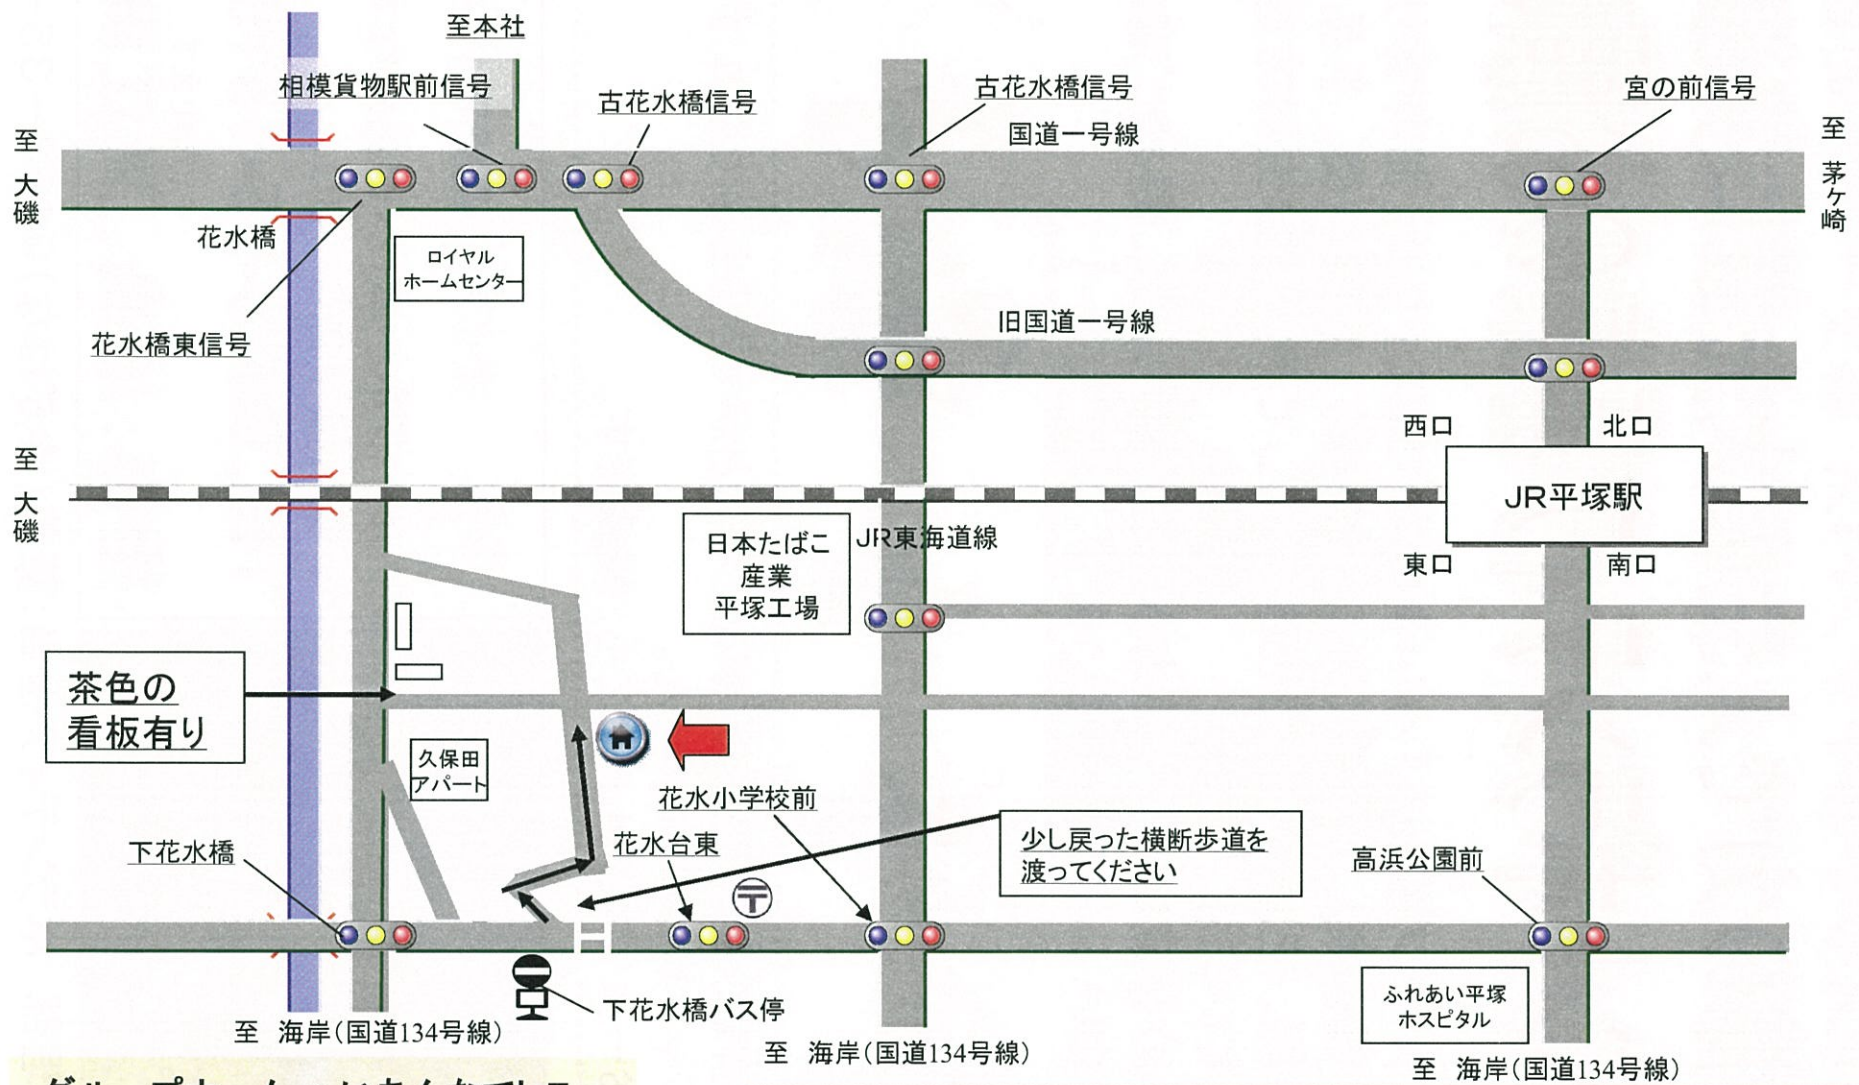 至本社
相模貨物駅前信号
古花水橋信号
古花水橋信号
宮の前信号
国道一号線
至 大磯
至 茅ヶ崎
花水橋
ロイヤル
ホームセンター
花水橋東信号
旧国道一号線
西口
北口
至 大磯
JR平塚駅
日本たばこ
産業
平塚工場
JR東海道線
東口
南口
茶色の
看板有り
久保田
アパート
花水小学校前
花水台東
少し戻った横断歩道を
渡ってください
高浜公園前
下花水橋
〒
下花水橋バス停
ふれあい平塚
ホスピタル
至 海岸(国道134号線)
至 海岸(国道134号線)
至 海岸(国道134号線)